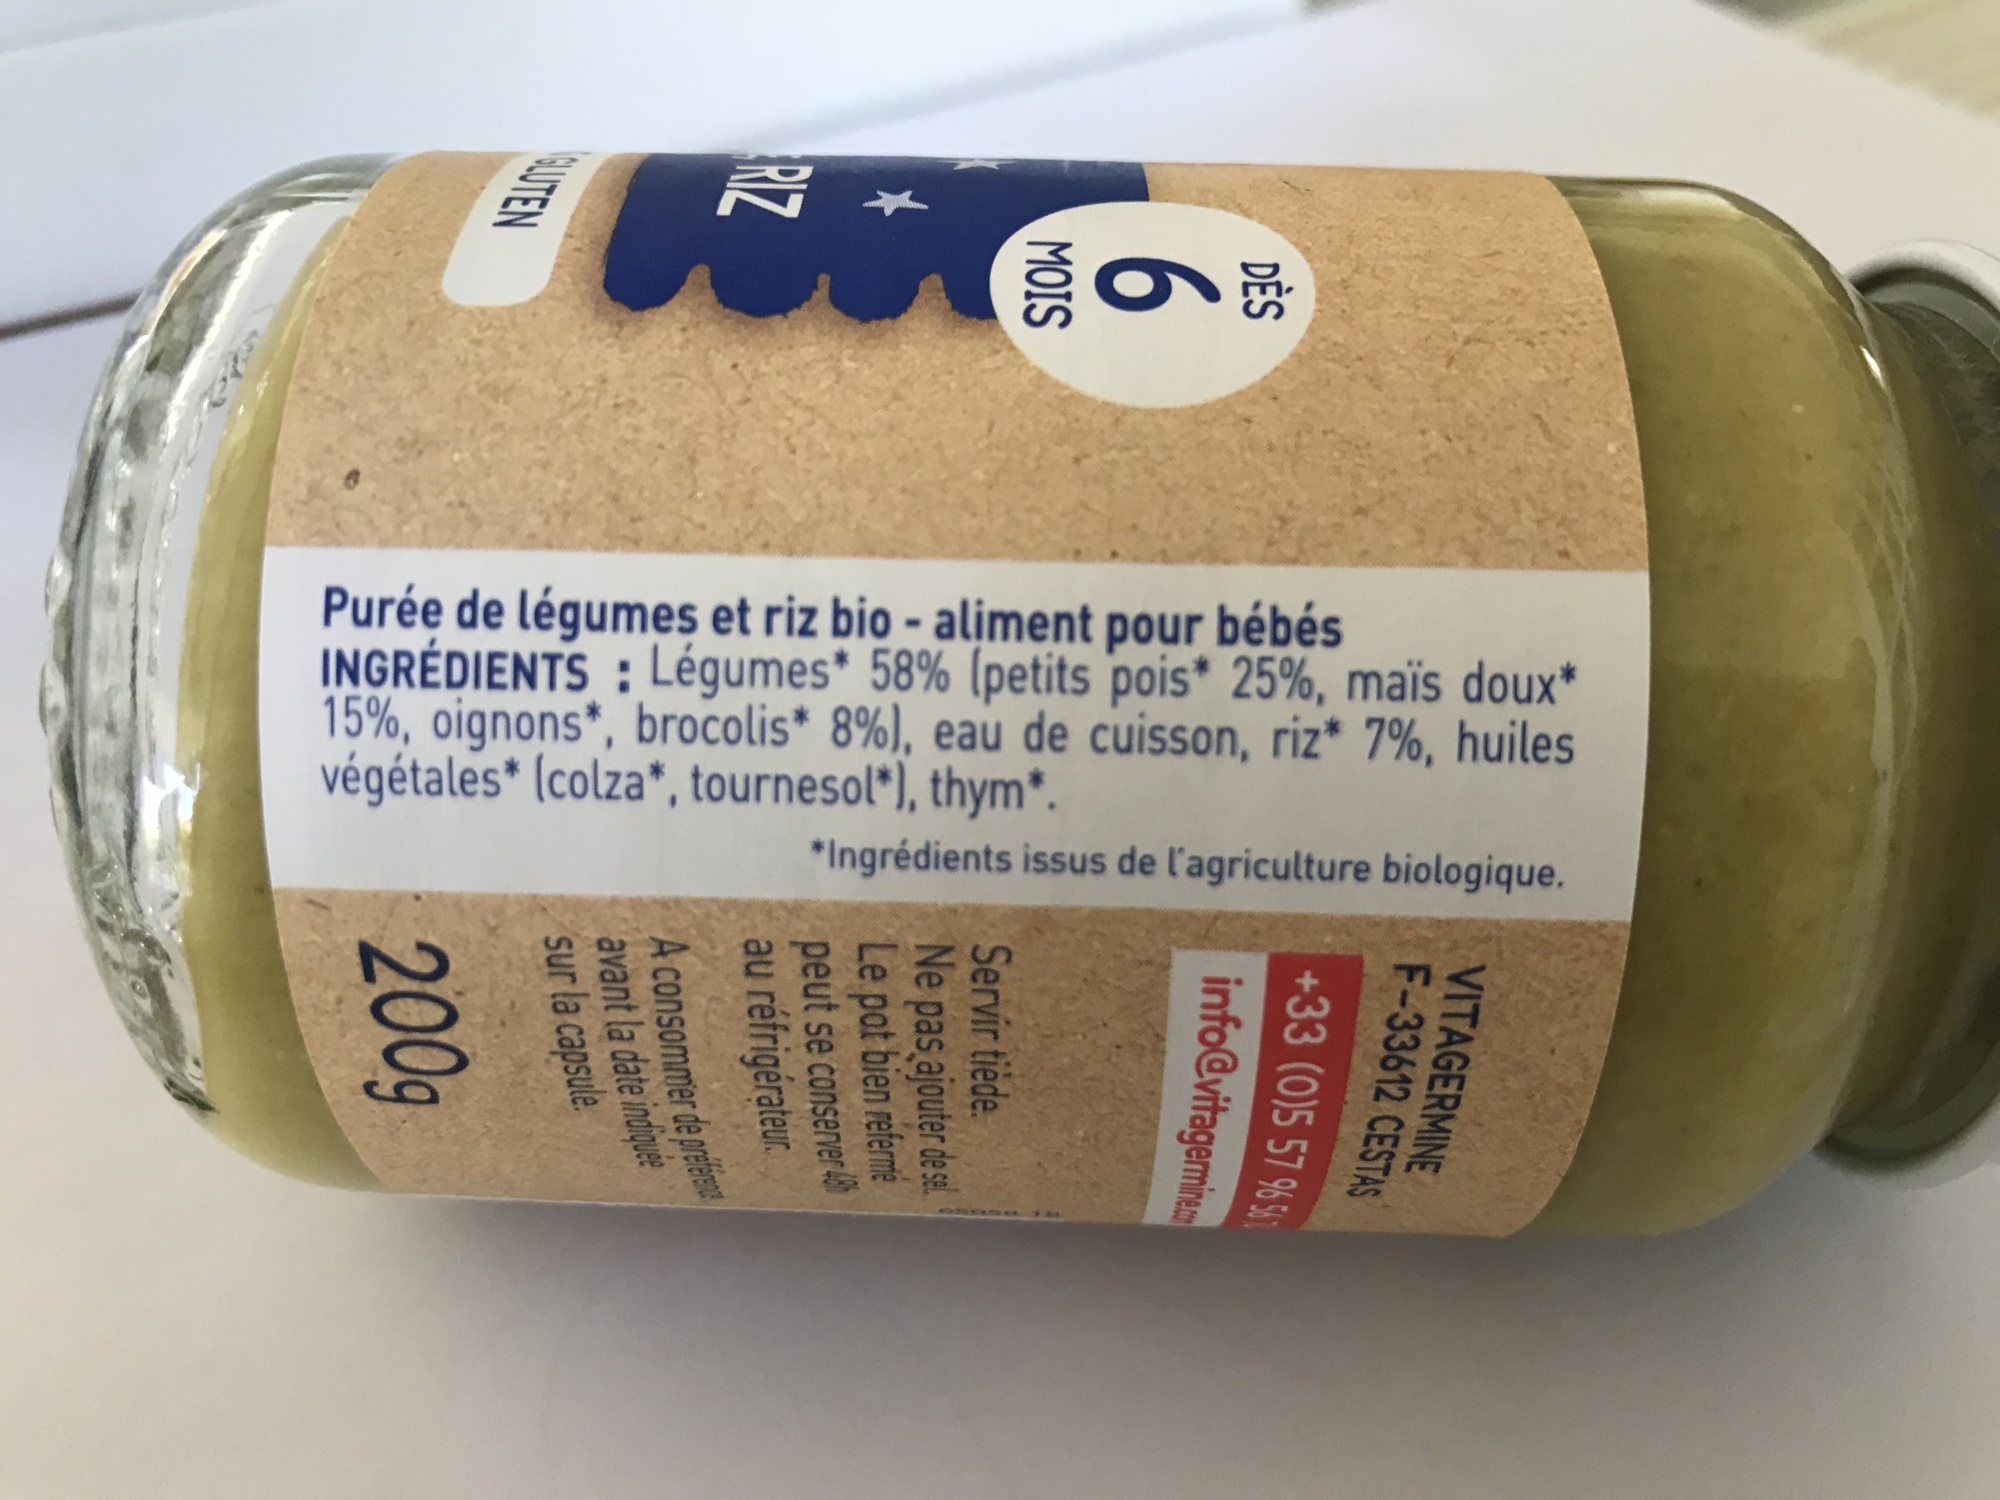 GLUTEN
RIZ
DÈS
6
MOIS
Purée de légumes et riz bio - aliment pour bébés
INGRÉDIENTS : Légumes* 58% (petits pois* 25%, maïs doux*
15%, oignons*, brocolis* 8%), eau de cuisson, riz* 7%, huiles
végétales* (colza*, tournesol*), thym*.
*Ingrédients issus de l'agriculture biologique.
VITAGERMINE
F-33612 CESTAS
+33 (0)5 57 96 56
info@vitagermine.co
Servir tiède.
Ne pas ajouter de sel.
Le pot bien refermé
peut se conserver 48h
au réfrigérateur.
A consommer de préférence
avant la date indiquée
sur la capsule.
200g